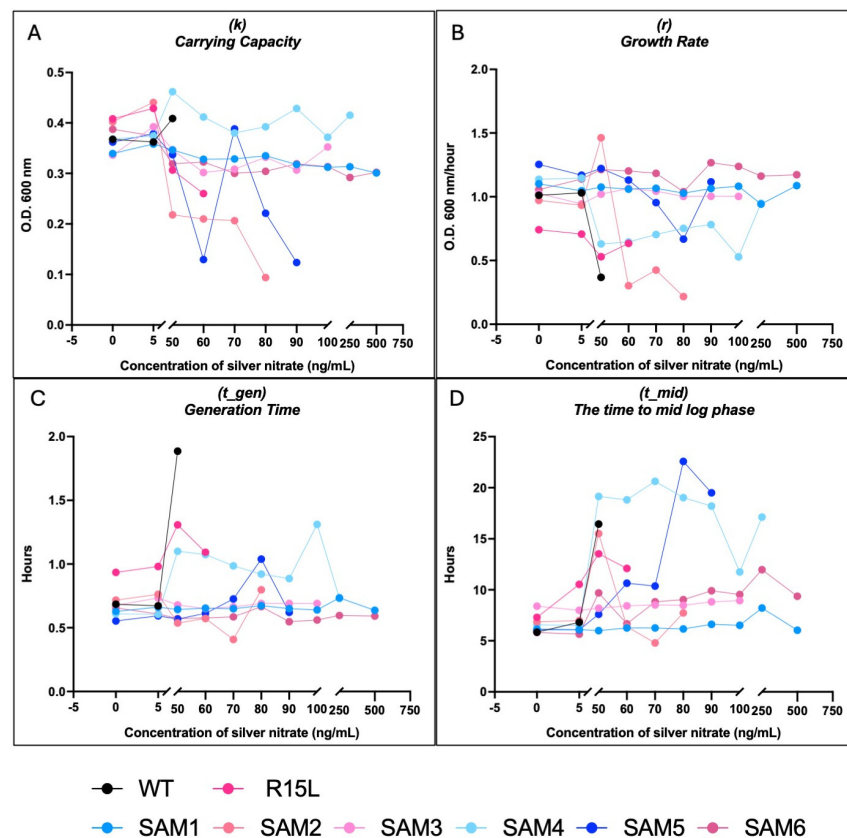 A
(k)
Carrying Capacity
0.5
0.4
0.3
0.2
0.1
0.0
O.D. 600 nm
-5 0 5 50 60 70 80 90 100 250 500 750
Concentration of silver nitrate (ng/mL)
B
(r)
Growth Rate
2.0
1.5
1.0
0.5
0.0
O.D. 600 nm/hour
-5 0 5 50 60 70 80 90 100 250 500 750
Concentration of silver nitrate (ng/mL)
C
(t_gen)
Generation Time
2.0
1.5
1.0
0.5
0.0
Hours
-5 0 5 50 60 70 80 90 100 250 500 750
Concentration of silver nitrate (ng/mL)
D
(t_mid)
The time to mid log phase
25
20
15
10
5
0
Hours
-5 0 5 50 60 70 80 90 100 250 500 750
Concentration of silver nitrate (ng/mL)
WT R15L
SAM1 SAM2 SAM3 SAM4 SAM5 SAM6